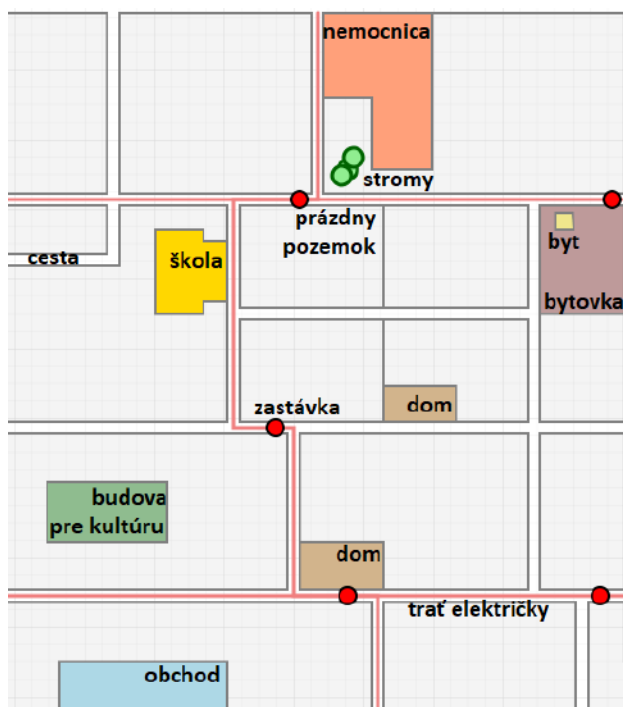 nemocnica
stromy
prázdny
pozemok
cesta
škola
byt
bytovka
zastávka
dom
budova
pre kultúru
dom
trať električky
obchod